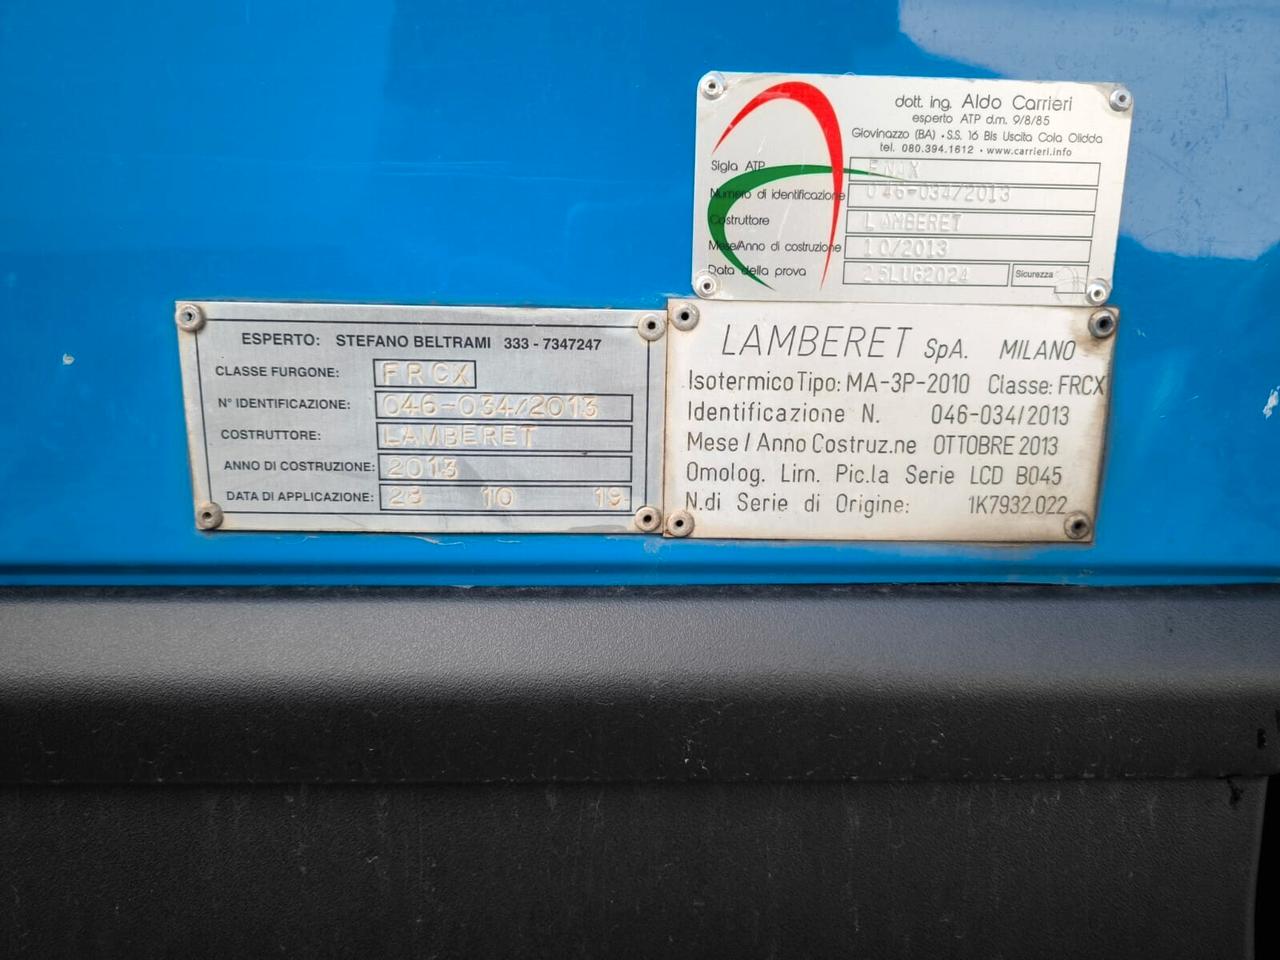 dott. ing. Aldo Carrieri
esperto ATP d.m. 9/8/85
Giovinazzo (BA) • S.S. 16 Bis Uscita Cola Olidda
tel. 080.394.1612 • www.carrieri.info
Sigla ATP FNAX
Numero di identificazione 046-034/2013
Costruttore LAMBERET
Mese/Anno di costruzione 10/2013
Data della prova 25LUG2024 Sicurezza
ESPERTO: STEFANO BELTRAMI 333 - 7347247
CLASSE FURGONE: FRCX
N° IDENTIFICAZIONE: 046-034/2013
COSTRUTTORE: LAMBERET
ANNO DI COSTRUZIONE: 2013
DATA DI APPLICAZIONE: 28 10 19
LAMBERET SpA. MILANO
Isotermico Tipo: MA-3P-2010 Classe: FRCX
Identificazione N. 046-034/2013
Mese / Anno Costruz.ne OTTOBRE 2013
Omolog. Lim. Pic.la Serie LCD B045
N.di Serie di Origine: 1K7932.022